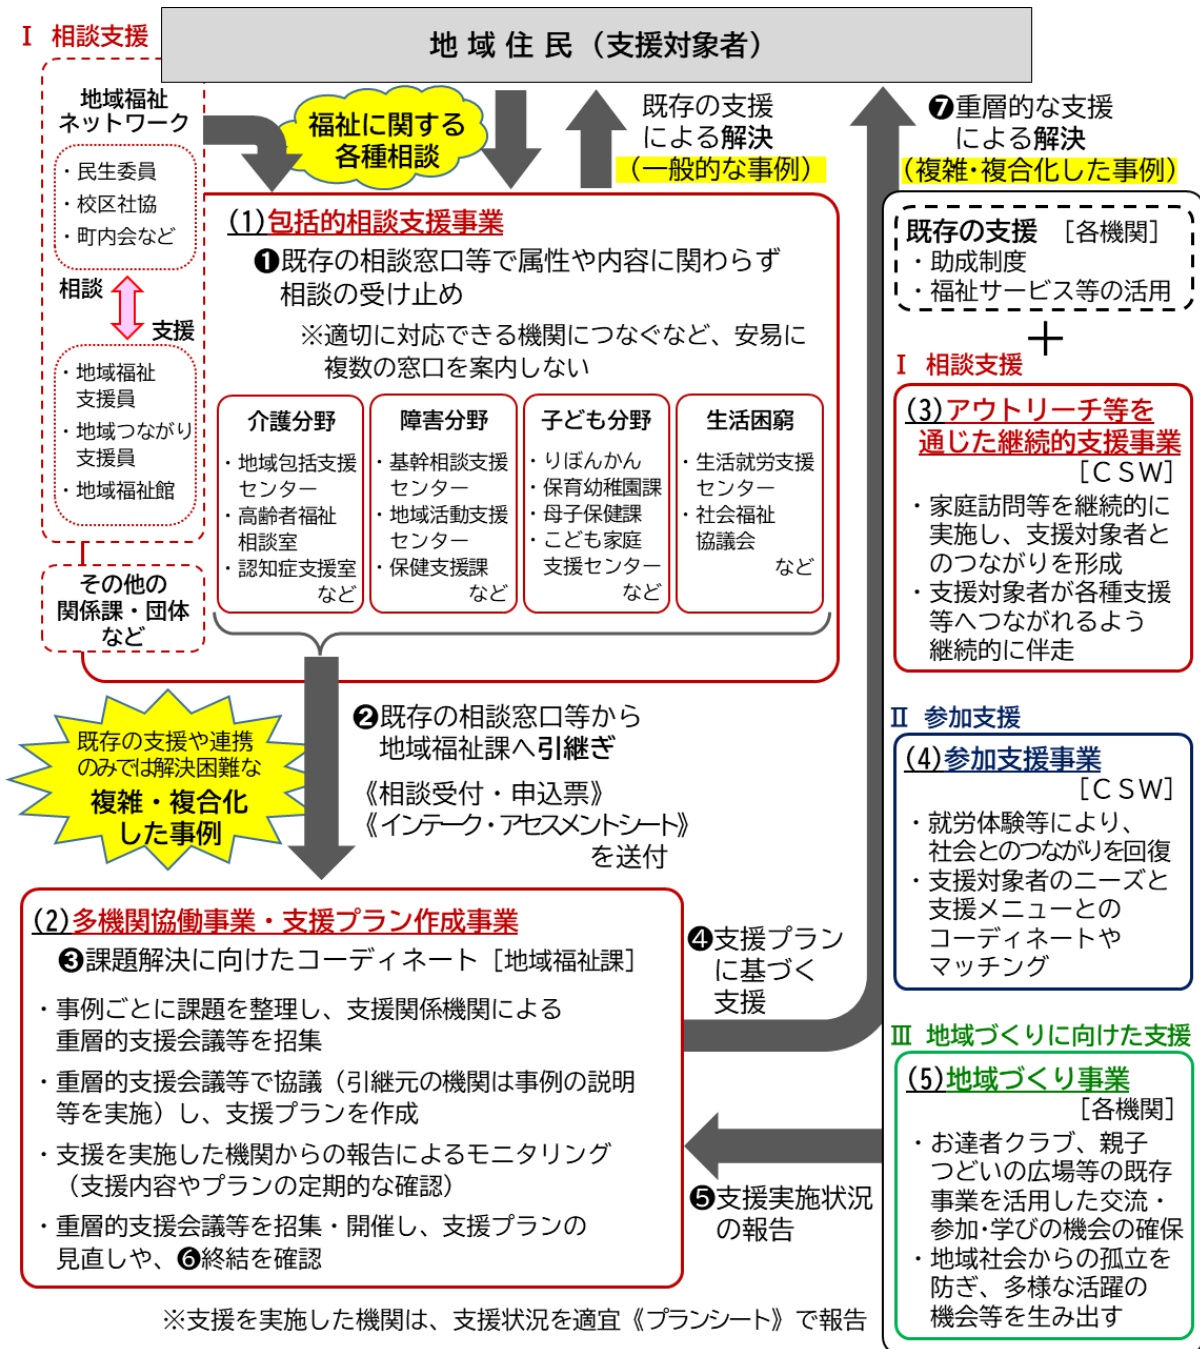 Ⅰ 相談支援
地域住民（支援対象者）
地域福祉
ネットワーク
・民生委員
・校区社協
・町内会など
相談
支援
・地域福祉
支援員
・地域つながり
支援員
・地域福祉館
その他の
関係課・団体
など
福祉に関する
各種相談
既存の支援
による解決
（一般的な事例）
❼重層的な支援
による解決
（複雑・複合化した事例）
(1)包括的相談支援事業
❶既存の相談窓口等で属性や内容に関わらず
相談の受け止め
※適切に対応できる機関につなぐなど、安易に
複数の窓口を案内しない
介護分野
・地域包括支援
センター
・高齢者福祉
相談室
・認知症支援室
など
障害分野
・基幹相談支援
センター
・地域活動支援
センター
・保健支援課
など
子ども分野
・りぼんかん
・保育幼稚園課
・母子保健課
・こども家庭
支援センター
など
生活困窮
・生活就労支援
センター
・社会福祉
協議会
など
既存の支援や連携
のみでは解決困難な
複雑・複合化
した事例
❷既存の相談窓口等から
地域福祉課へ引継ぎ
《相談受付・申込票》
《インテーク・アセスメントシート》
を送付
(2)多機関協働事業・支援プラン作成事業
❸課題解決に向けたコーディネート［地域福祉課］
・事例ごとに課題を整理し、支援関係機関による
重層的支援会議等を招集
・重層的支援会議等で協議（引継元の機関は事例の説明
等を実施）し、支援プランを作成
・支援を実施した機関からの報告によるモニタリング
（支援内容やプランの定期的な確認）
・重層的支援会議等を招集・開催し、支援プランの
見直しや、❻終結を確認
❹支援プラン
に基づく
支援
❺支援実施状況
の報告
既存の支援 ［各機関］
・助成制度
・福祉サービス等の活用
＋
Ⅰ 相談支援
(3)アウトリーチ等を
通じた継続的支援事業
［ＣＳＷ］
・家庭訪問等を継続的に
実施し、支援対象者と
のつながりを形成
・支援対象者が各種支援
等へつながれるよう
継続的に伴走
Ⅱ 参加支援
(4)参加支援事業
［ＣＳＷ］
・就労体験等により、
社会とのつながりを回復
・支援対象者のニーズと
支援メニューとの
コーディネートや
マッチング
Ⅲ 地域づくりに向けた支援
(5)地域づくり事業
［各機関］
・お達者クラブ、親子
つどいの広場等の既存
事業を活用した交流・
参加・学びの機会の確保
・地域社会からの孤立を
防ぎ、多様な活躍の
機会等を生み出す
※支援を実施した機関は、支援状況を適宜《プランシート》で報告